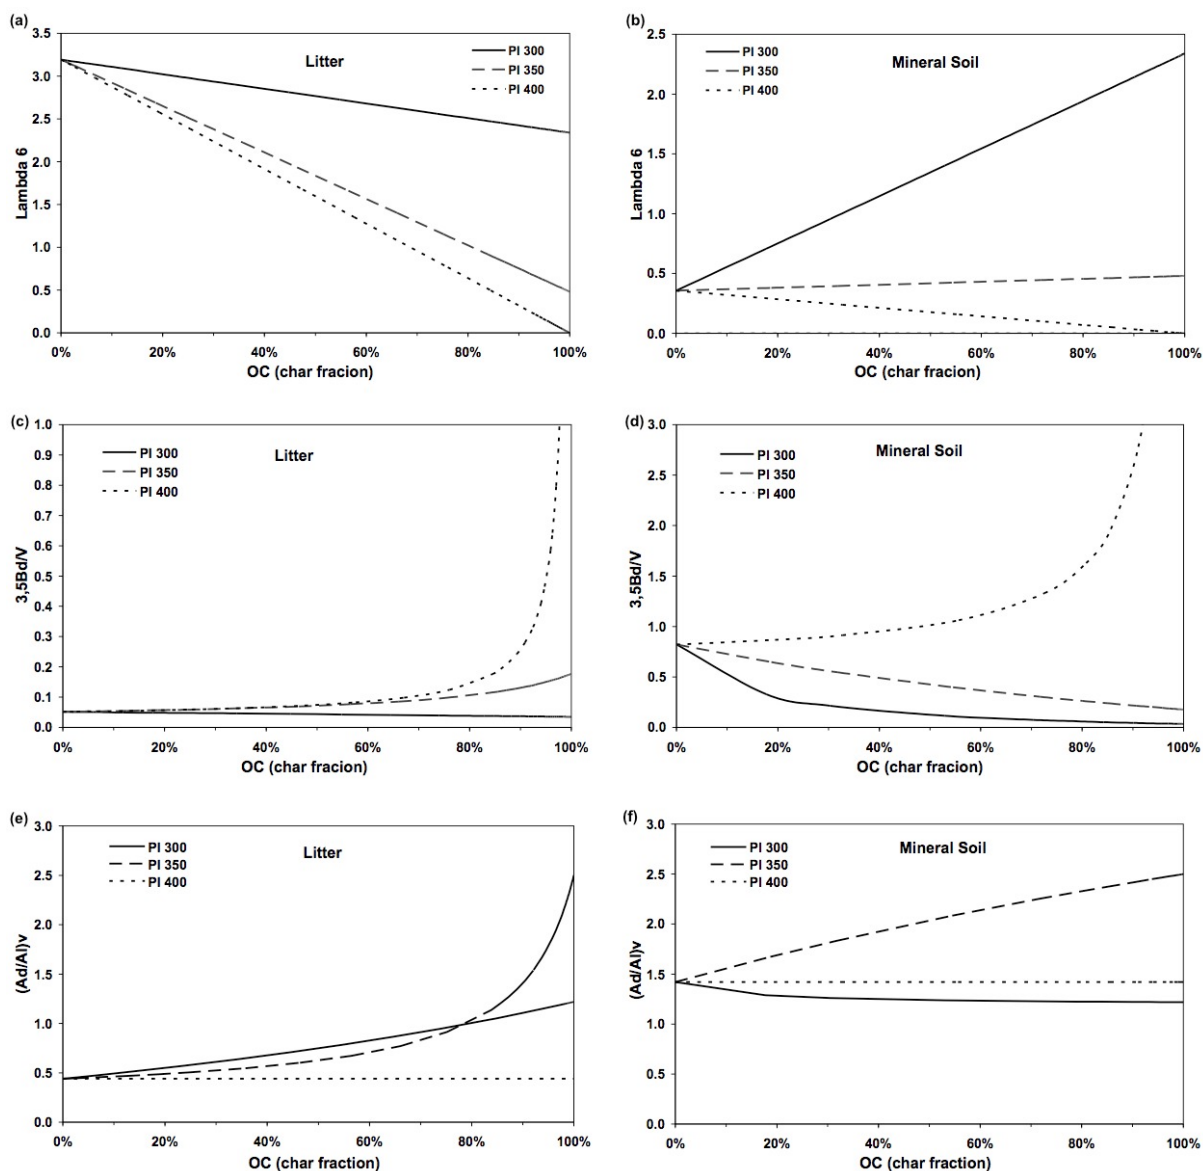 (a)
3.5
3.0
2.5
2.0
1.5
1.0
0.5
0.0
Lambda 6
Litter
PI 300
PI 350
PI 400
0% 20% 40% 60% 80% 100%
OC (char fracion)
(b)
2.5
2.0
1.5
1.0
0.5
0.0
Lambda 6
Mineral Soil
PI 300
PI 350
PI 400
0% 20% 40% 60% 80% 100%
OC (char fracion)
(c)
1.0
0.9
0.8
0.7
0.6
0.5
0.4
0.3
0.2
0.1
0.0
3,5Bd/V
Litter
PI 300
PI 350
PI 400
0% 20% 40% 60% 80% 100%
OC (char fracion)
(d)
3.0
2.5
2.0
1.5
1.0
0.5
0.0
3,5Bd/V
Mineral Soil
PI 300
PI 350
PI 400
0% 20% 40% 60% 80% 100%
OC (char fracion)
(e)
3.0
2.5
2.0
1.5
1.0
0.5
0.0
(Ad/Al)v
Litter
PI 300
PI 350
PI 400
0% 20% 40% 60% 80% 100%
OC (char fraction)
(f)
3.0
2.5
2.0
1.5
1.0
0.5
0.0
(Ad/Al)v
Mineral Soil
PI 300
PI 350
PI 400
0% 20% 40% 60% 80% 100%
OC (char fraction)